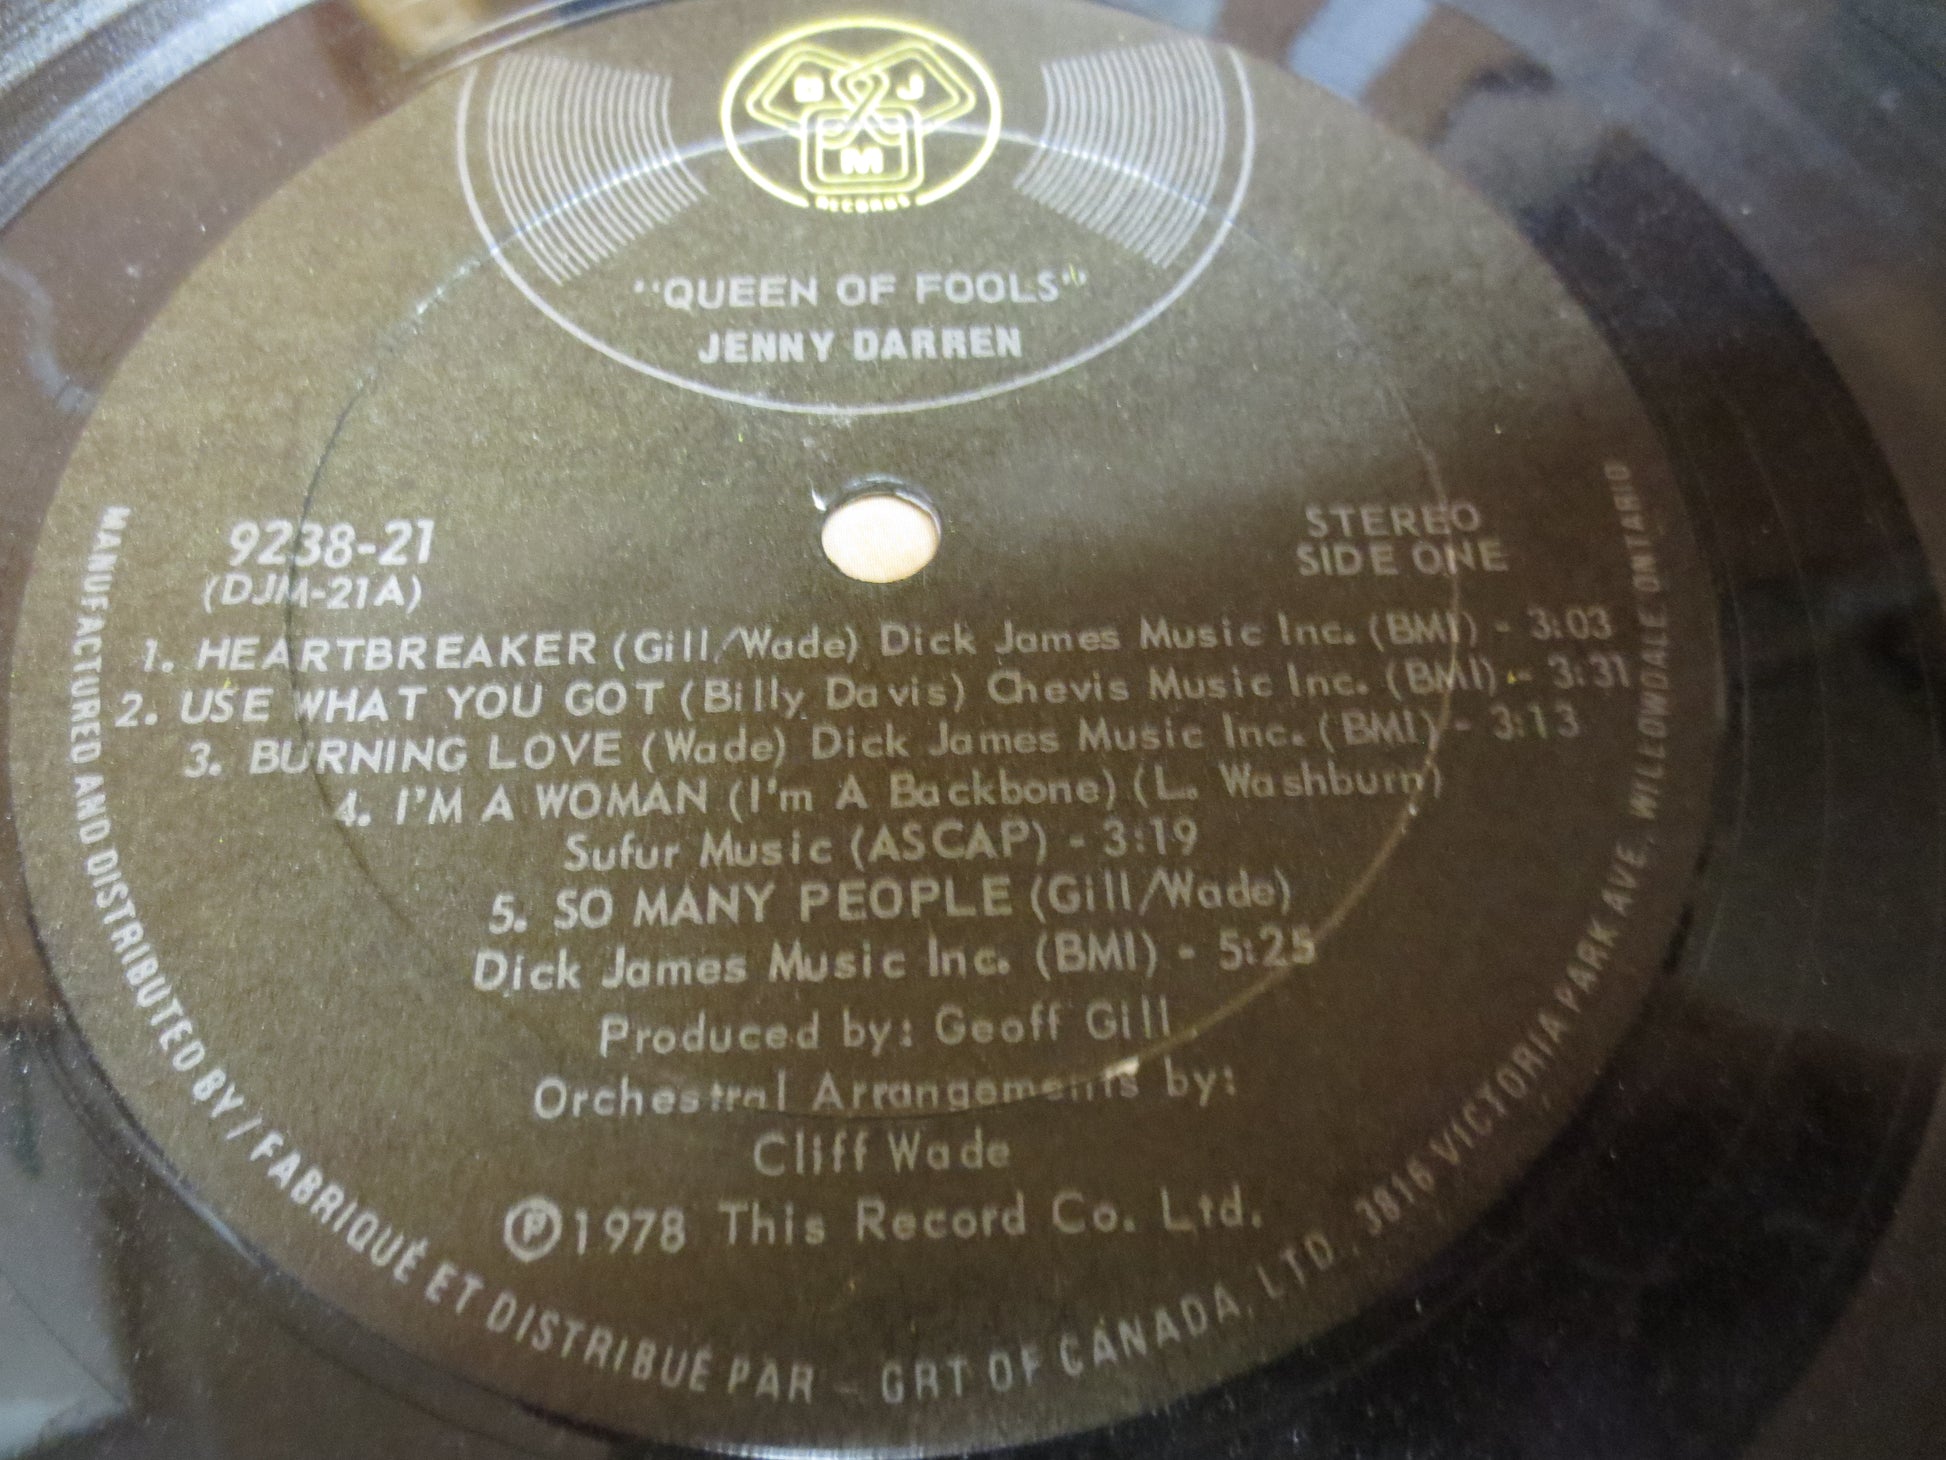 D J
M
RECORDS
"QUEEN OF FOOLS"
JENNY DARREN
9238-21
(DJM-21A)
STEREO
SIDE ONE
1. HEARTBREAKER (Gill/Wade) Dick James Music Inc. (BMI) - 3:03
2. USE WHAT YOU GOT (Billy Davis) Chevis Music Inc. (BMI) - 3:31
3. BURNING LOVE (Wade) Dick James Music Inc. (BMI) - 3:13
4. I'M A WOMAN (I'm A Backbone) (L. Washburn)
Sufur Music (ASCAP) - 3:19
5. SO MANY PEOPLE (Gill/Wade)
Dick James Music Inc. (BMI) - 5:25
Produced by: Geoff Gill
Orchestral Arrangements by:
Cliff Wade
℗1978 This Record Co. Ltd.
MANUFACTURED AND DISTRIBUTED BY / FABRIQUÉ ET DISTRIBUÉ PAR - GRT OF CANADA, LTD., 3816 VICTORIA PARK AVE. WILLOWDALE ONTARIO